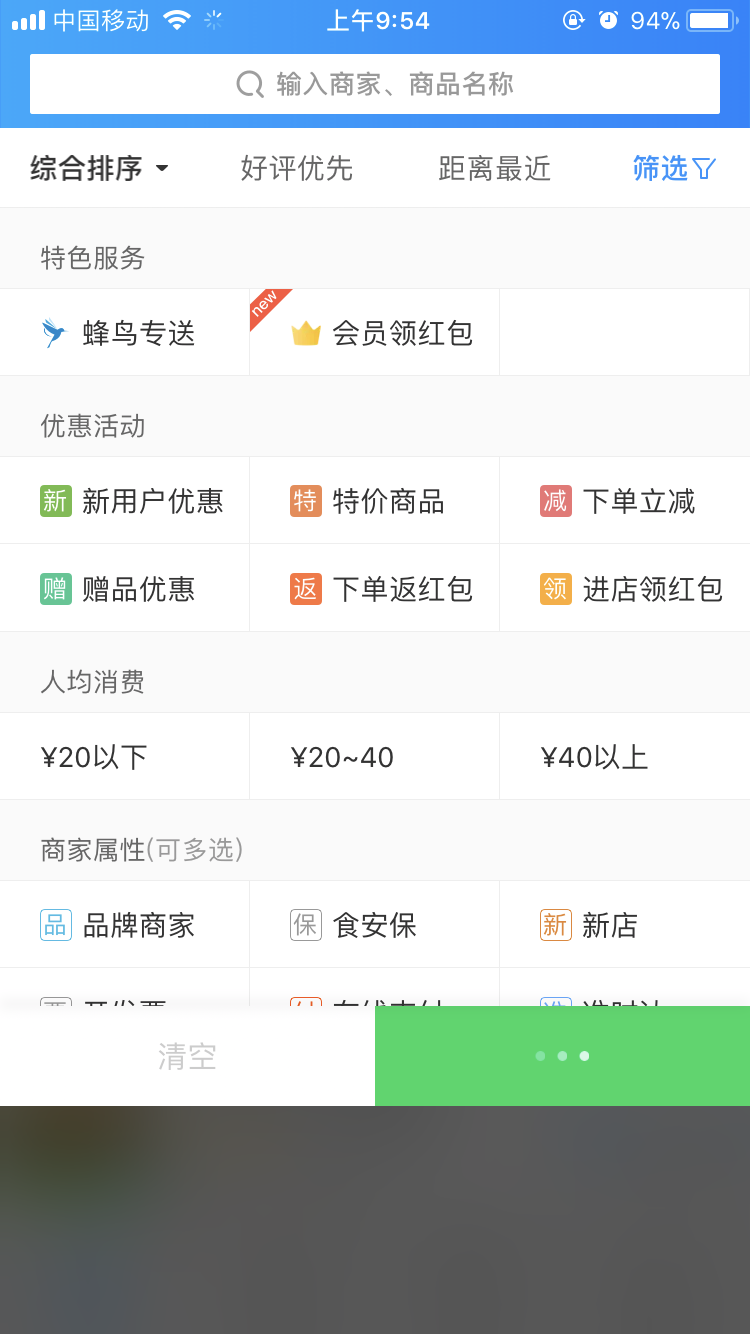 中国移动 上午9:54 94%
输入商家、商品名称
综合排序 好评优先 距离最近 筛选
特色服务
蜂鸟专送 new 会员领红包
优惠活动
新 新用户优惠 特 特价商品 减 下单立减
赠 赠品优惠 返 下单返红包 领 进店领红包
人均消费
¥20以下 ¥20~40 ¥40以上
商家属性(可多选)
品 品牌商家 保 食安保 新 新店
清空